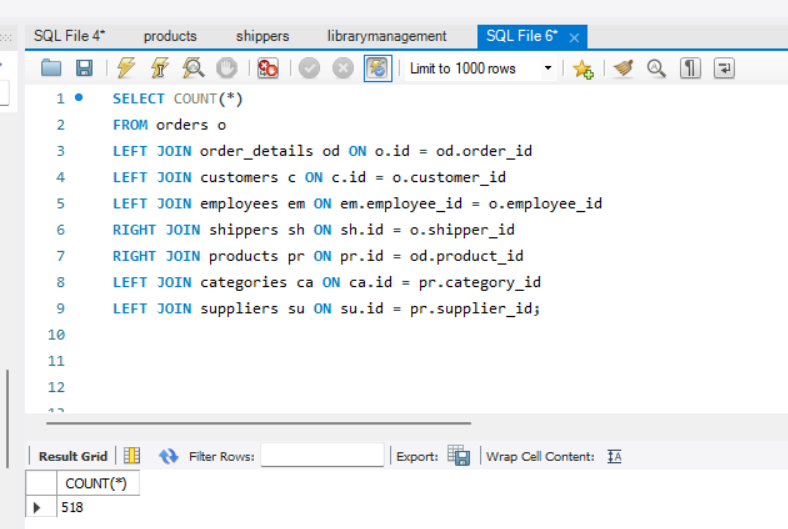 SQL File 4* products shippers librarymanagement SQL File 6* ×
Limit to 1000 rows
1 SELECT COUNT(*)
2 FROM orders o
3 LEFT JOIN order_details od ON o.id = od.order_id
4 LEFT JOIN customers c ON c.id = o.customer_id
5 LEFT JOIN employees em ON em.employee_id = o.employee_id
6 RIGHT JOIN shippers sh ON sh.id = o.shipper_id
7 RIGHT JOIN products pr ON pr.id = od.product_id
8 LEFT JOIN categories ca ON ca.id = pr.category_id
9 LEFT JOIN suppliers su ON su.id = pr.supplier_id;
10
11
12
Result Grid Filter Rows: Export: Wrap Cell Content: IA
COUNT(*)
518